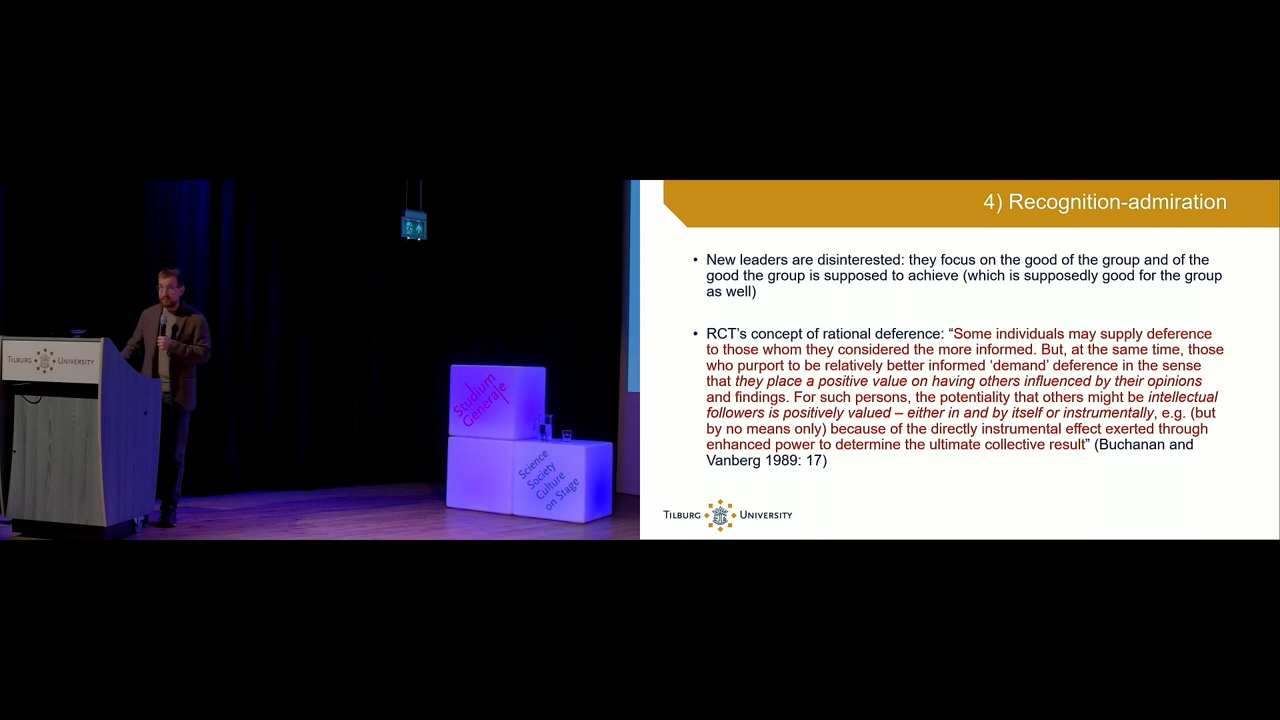 TILBURG UNIVERSITY
Studium
Generale
Science
Society
Culture
on Stage
4) Recognition-admiration
• New leaders are disinterested: they focus on the good of the group and of the
good the group is supposed to achieve (which is supposedly good for the group
as well)
• RCT’s concept of rational deference: “Some individuals may supply deference
to those whom they considered the more informed. But, at the same time, those
who purport to be relatively better informed ‘demand’ deference in the sense
that they place a positive value on having others influenced by their opinions
and findings. For such persons, the potentiality that others might be intellectual
followers is positively valued – either in and by itself or instrumentally, e.g. (but
by no means only) because of the directly instrumental effect exerted through
enhanced power to determine the ultimate collective result” (Buchanan and
Vanberg 1989: 17)
TILBURG UNIVERSITY